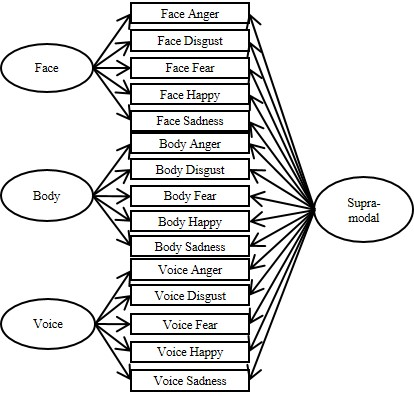 Face Anger
Face Disgust
Face
Face Fear
Face Happy
Face Sadness
Body Anger
Body Disgust
Body
Body Fear
Supra-
modal
Body Happy
Body Sadness
Voice Anger
Voice Disgust
Voice
Voice Fear
Voice Happy
Voice Sadness